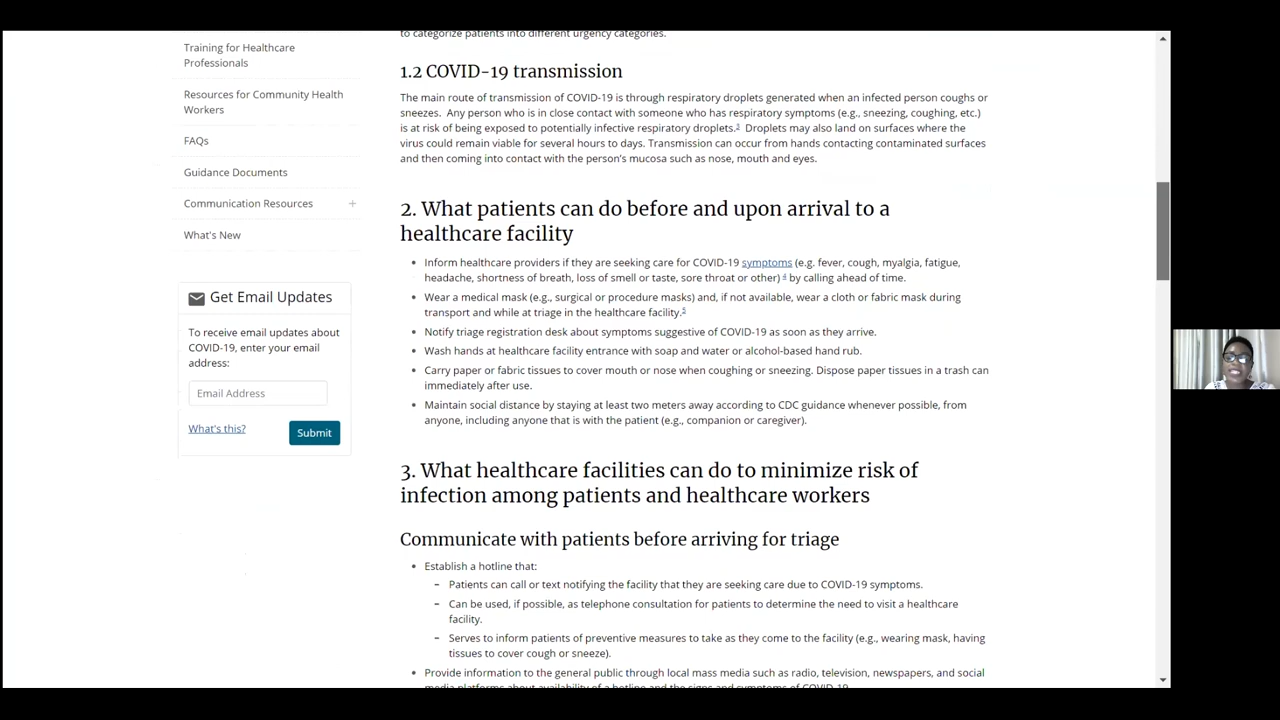 Training for Healthcare
Professionals
Resources for Community Health
Workers
FAQs
Guidance Documents
Communication Resources +
What's New
Get Email Updates
To receive email updates about
COVID-19, enter your email
address:
Email Address
What's this?
Submit
to categorize patients into different urgency categories.
1.2 COVID-19 transmission
The main route of transmission of COVID-19 is through respiratory droplets generated when an infected person coughs or
sneezes. Any person who is in close contact with someone who has respiratory symptoms (e.g., sneezing, coughing, etc.)
is at risk of being exposed to potentially infective respiratory droplets.3 Droplets may also land on surfaces where the
virus could remain viable for several hours to days. Transmission can occur from hands contacting contaminated surfaces
and then coming into contact with the person's mucosa such as nose, mouth and eyes.
2. What patients can do before and upon arrival to a
healthcare facility
• Inform healthcare providers if they are seeking care for COVID-19 symptoms (e.g. fever, cough, myalgia, fatigue,
headache, shortness of breath, loss of smell or taste, sore throat or other) 4 by calling ahead of time.
• Wear a medical mask (e.g., surgical or procedure masks) and, if not available, wear a cloth or fabric mask during
transport and while at triage in the healthcare facility.5
• Notify triage registration desk about symptoms suggestive of COVID-19 as soon as they arrive.
• Wash hands at healthcare facility entrance with soap and water or alcohol-based hand rub.
• Carry paper or fabric tissues to cover mouth or nose when coughing or sneezing. Dispose paper tissues in a trash can
immediately after use.
• Maintain social distance by staying at least two meters away according to CDC guidance whenever possible, from
anyone, including anyone that is with the patient (e.g., companion or caregiver).
3. What healthcare facilities can do to minimize risk of
infection among patients and healthcare workers
Communicate with patients before arriving for triage
• Establish a hotline that:
– Patients can call or text notifying the facility that they are seeking care due to COVID-19 symptoms.
– Can be used, if possible, as telephone consultation for patients to determine the need to visit a healthcare
facility.
– Serves to inform patients of preventive measures to take as they come to the facility (e.g., wearing mask, having
tissues to cover cough or sneeze).
• Provide information to the general public through local mass media such as radio, television, newspapers, and social
media platforms about availability of a hotline and the signs and symptoms of COVID-19.